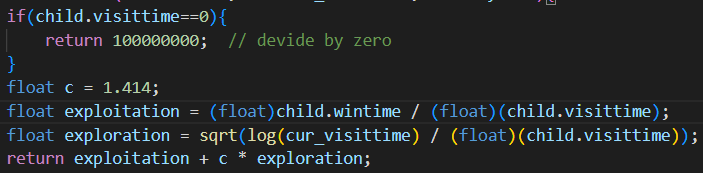 if(child.visittime==0){
return 100000000;  // devide by zero
}
float c = 1.414;
float exploitation = (float)child.wintime / (float)(child.visittime);
float exploration = sqrt(log(cur_visittime) / (float)(child.visittime));
return exploitation + c * exploration;